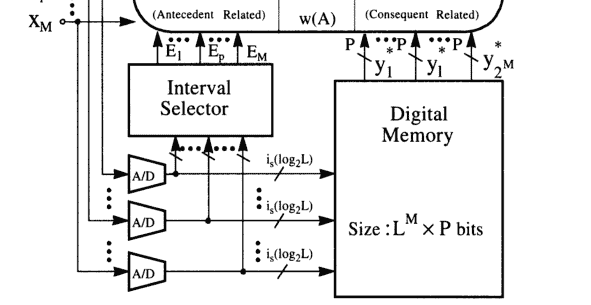 (Antecedent Related) w(A) (Consequent Related)
X_M
E_1 E_p E_M P P P
y_1^* y_l^* y_2M^*
Interval
Selector
Digital
Memory
A/D i_s(log_2L)
A/D i_s(log_2L)
Size : L^M × P bits
A/D i_s(log_2L)